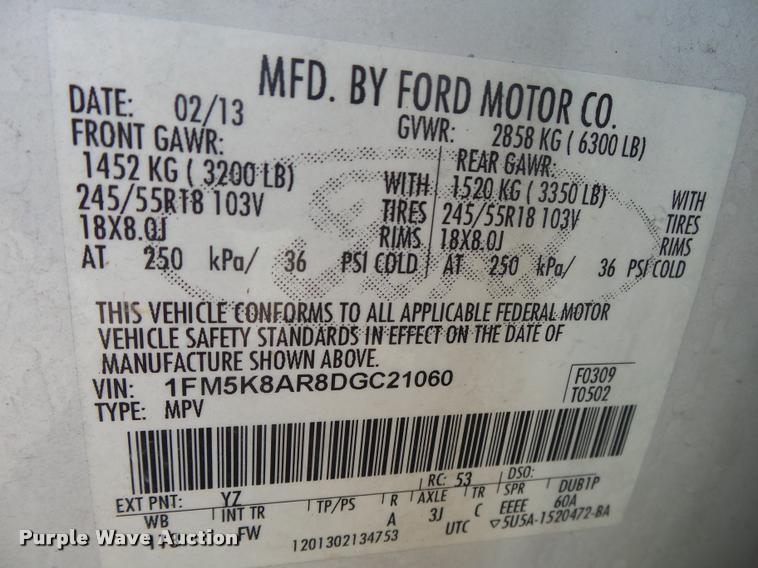 MFD. BY FORD MOTOR CO.
DATE: 02/13 GVWR: 2858 KG ( 6300 LB)
FRONT GAWR: REAR GAWR:
1452 KG ( 3200 LB) WITH 1520 KG ( 3350 LB) WITH
245/55R18 103V TIRES 245/55R18 103V TIRES
18X8.0J RIMS 18X8.0J RIMS
AT 250 kPa/ 36 PSI COLD AT 250 kPa/ 36 PSI COLD
THIS VEHICLE CONFORMS TO ALL APPLICABLE FEDERAL MOTOR
VEHICLE SAFETY STANDARDS IN EFFECT ON THE DATE OF
MANUFACTURE SHOWN ABOVE.
VIN: 1FM5K8AR8DGC21060 F0309
TYPE: MPV T0502
EXT PNT: YZ RC: 53 DSO:
WB INT TR TP/PS R AXLE TR SPR DUB1P
FW A 3J C EEEE 60A
1201302134753 UTC 5U5A-1520472-BA
Purple Wave Auction